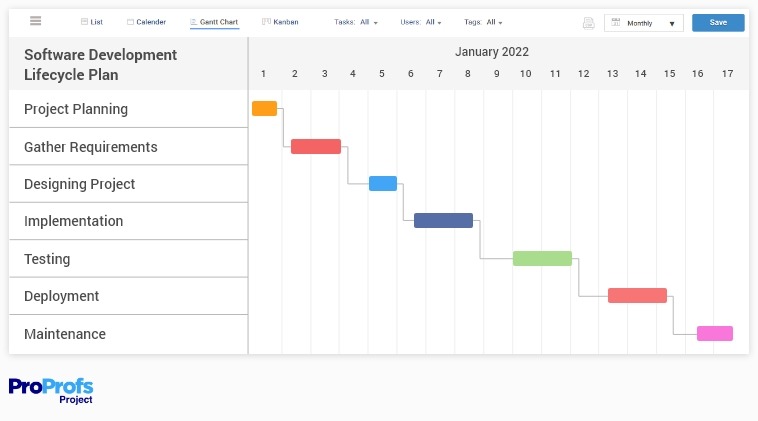 List Calender Gantt Chart Kanban Tasks: All Users: All Tags: All Monthly Save
Software Development
Lifecycle Plan
January 2022
1 2 3 4 5 6 7 8 9 10 11 12 13 14 15 16 17
Project Planning
Gather Requirements
Designing Project
Implementation
Testing
Deployment
Maintenance
ProProfs
Project